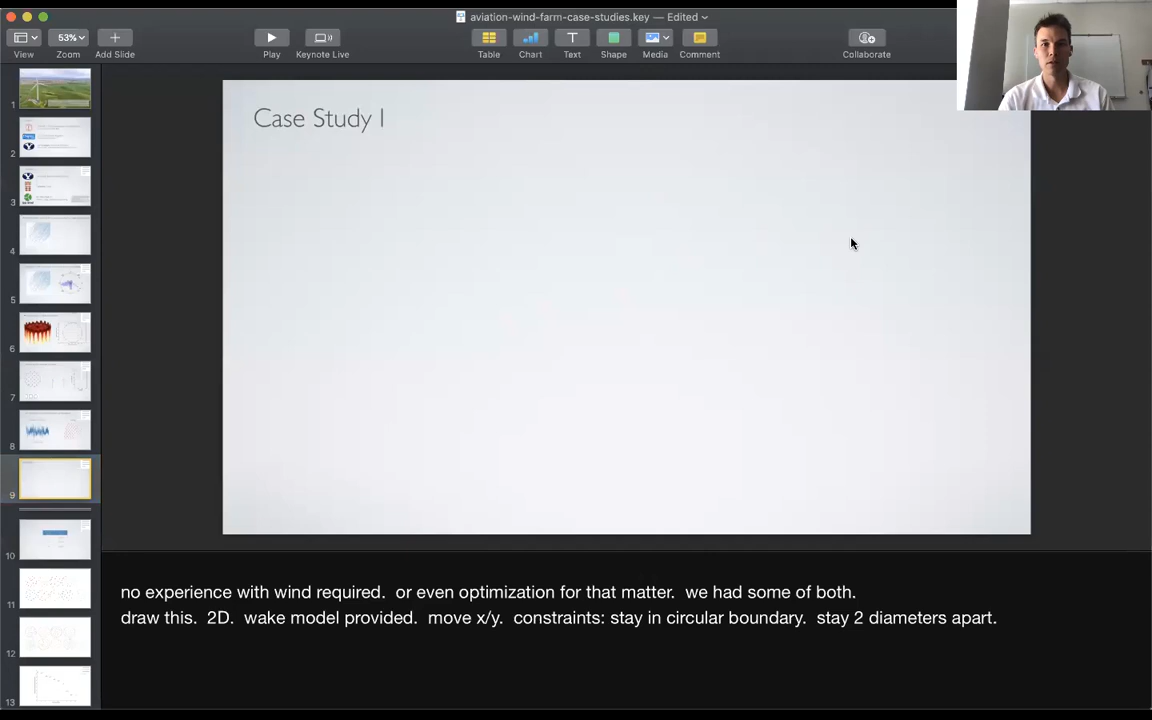 aviation-wind-farm-case-studies.key — Edited
53%
View
Zoom
Add Slide
Play
Keynote Live
Table
Chart
Text
Shape
Media
Comment
Collaborate
1
2
3
4
5
6
7
8
9
10
11
12
13
Case Study I
no experience with wind required. or even optimization for that matter. we had some of both.
draw this. 2D. wake model provided. move x/y. constraints: stay in circular boundary. stay 2 diameters apart.